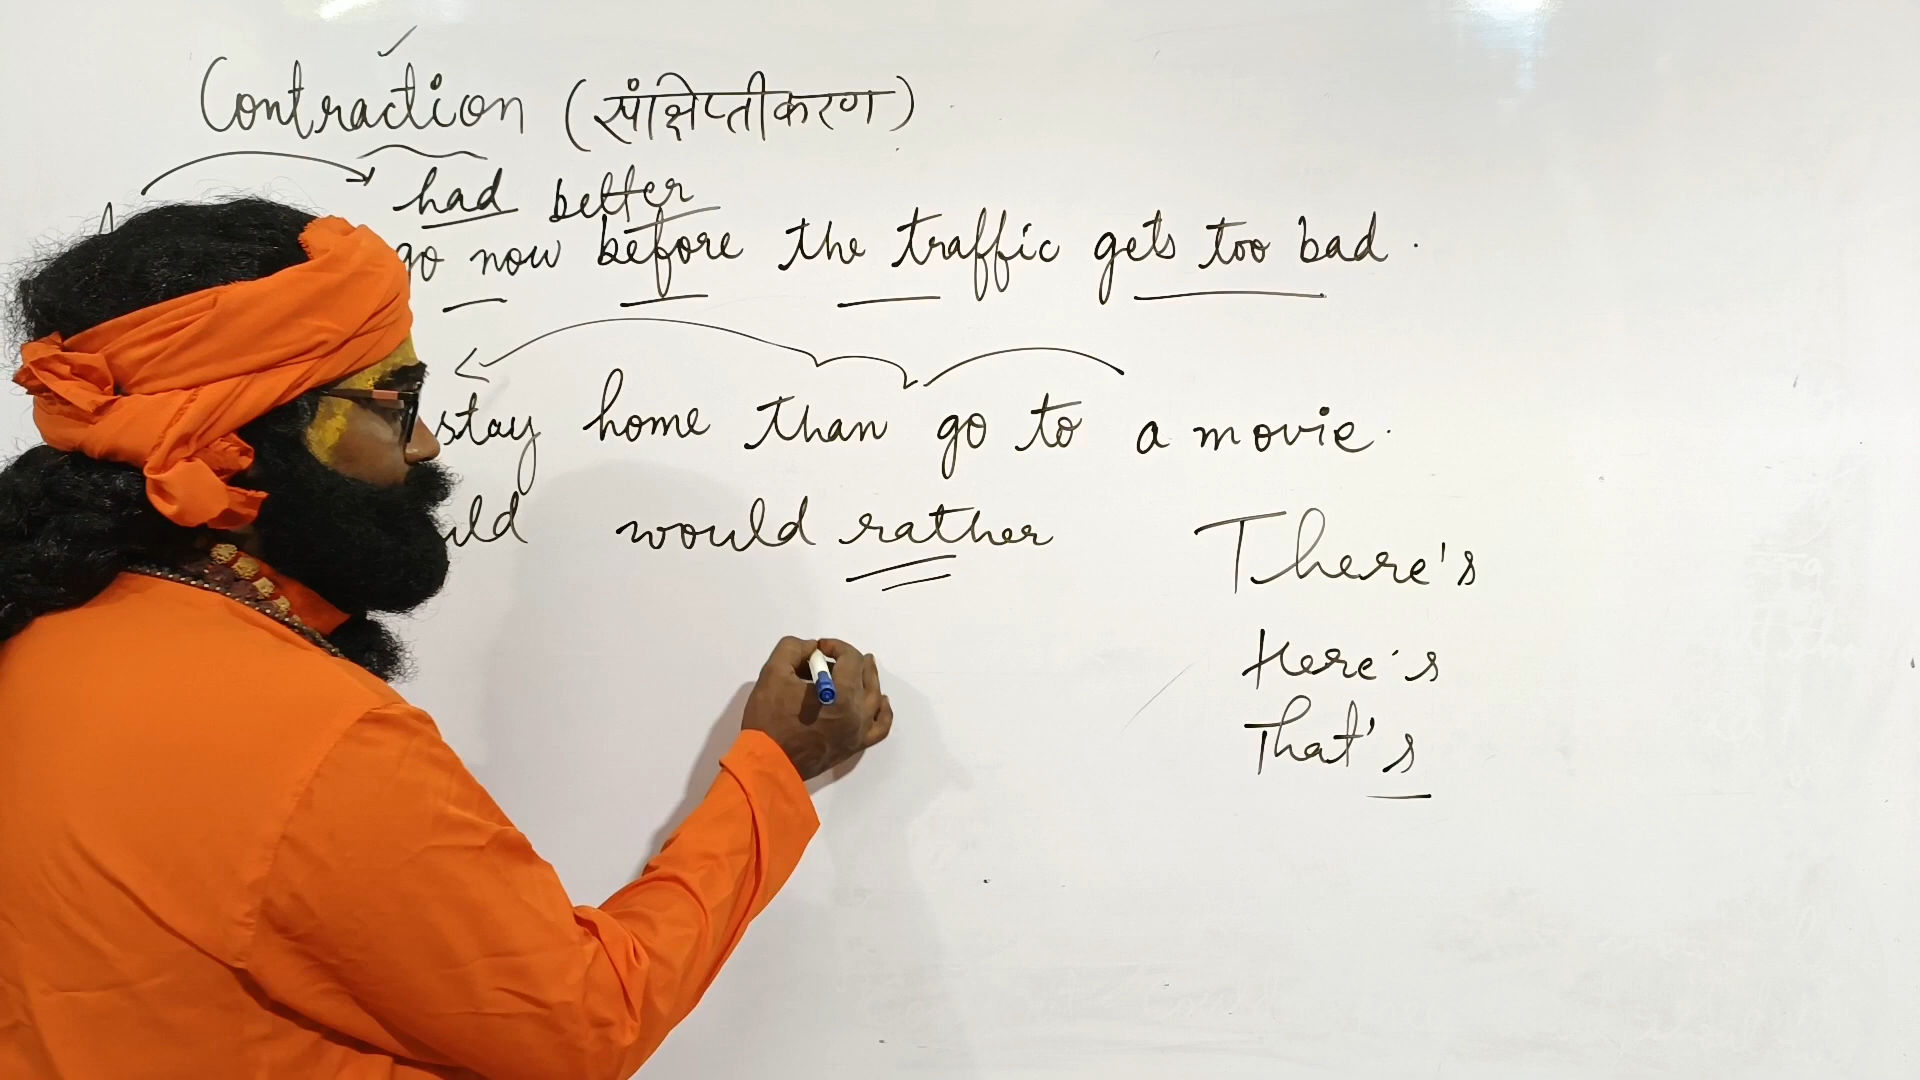 Contraction (संक्षिप्तीकरण)
had better
go now before the traffic gets too bad.
stay home than go to a movie.
uld would rather
There's
Here's
That's